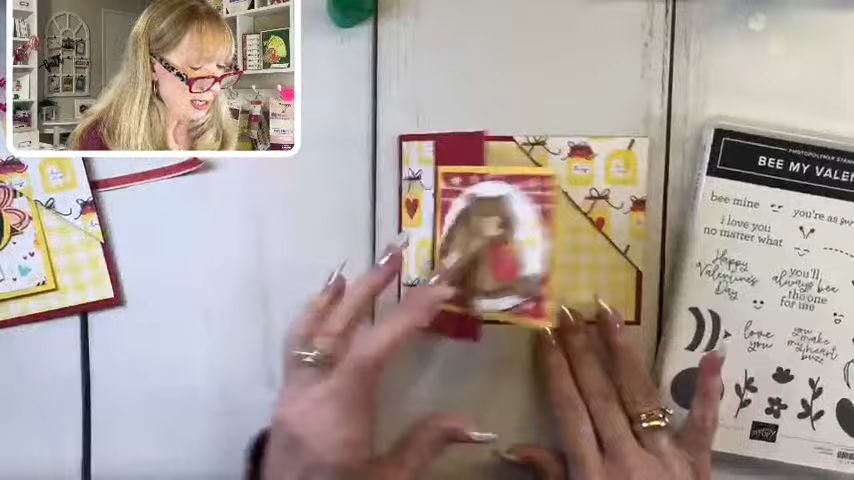 BEE MY VALEN
bee mine
you're as su
i love you
no matter what
Happy
Valentine's
Day
you'll
always bee
the one
for me
love
you
you make
my heart
buzz